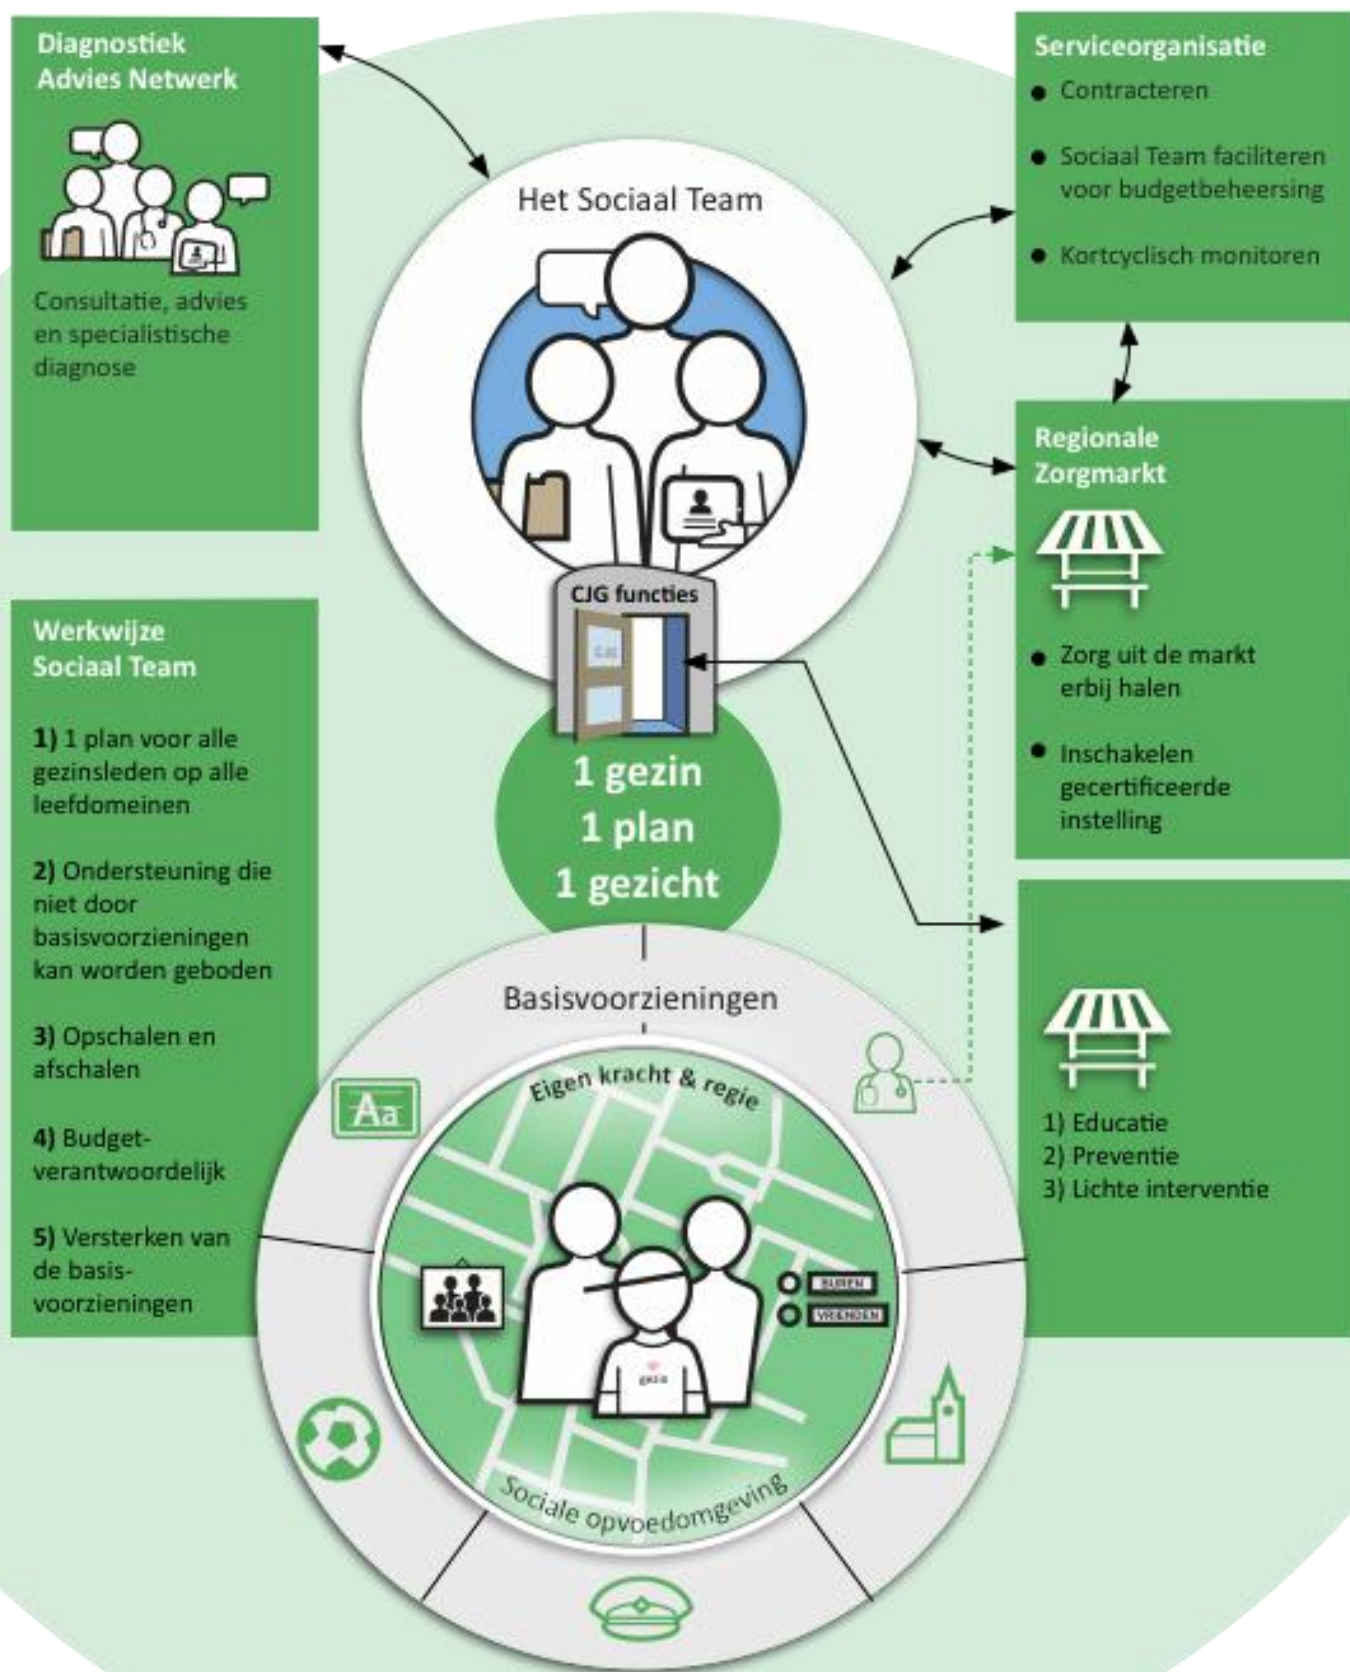 Diagnostiek
Advies Netwerk
Consultatie, advies
en specialistische
diagnose
Het Sociaal Team
Serviceorganisatie
● Contracteren
● Sociaal Team faciliteren
voor budgetbeheersing
● Kortcyclisch monitoren
Regionale
Zorgmarkt
● Zorg uit de markt
erbij halen
● Inschakelen
gecertificeerde
instelling
CJG functies
Werkwijze
Sociaal Team
1) 1 plan voor alle
gezinsleden op alle
leefdomeinen
2) Ondersteuning die
niet door
basisvoorzieningen
kan worden geboden
3) Opschalen en
afschalen
4) Budget-
verantwoordelijk
5) Versterken van
de basis-
voorzieningen
1 gezin
1 plan
1 gezicht
1) Educatie
2) Preventie
3) Lichte interventie
Basisvoorzieningen
Eigen kracht & regie
Aa
BUREN
VRIENDEN
Sociale opvoedomgeving